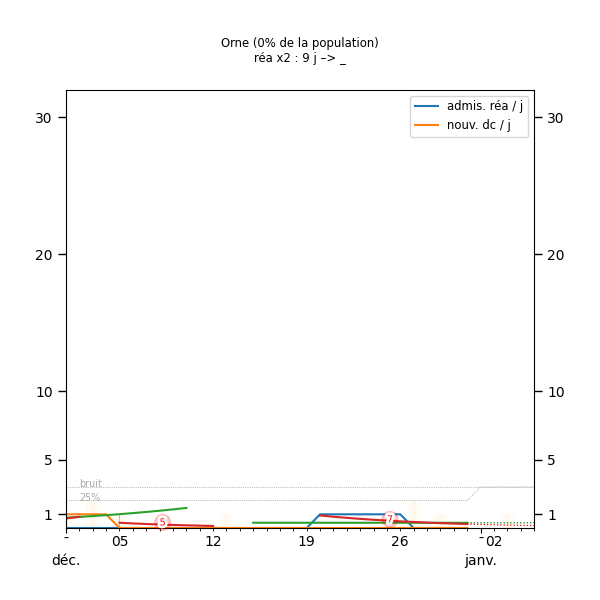 Orne (0% de la population)
réa x2 : 9 j –> _
admis. réa / j
nouv. dc / j
30 30
20 20
10 10
5 5
bruit
25%
1 1
5 7
- 05 12 19 26 - 02
déc. janv.